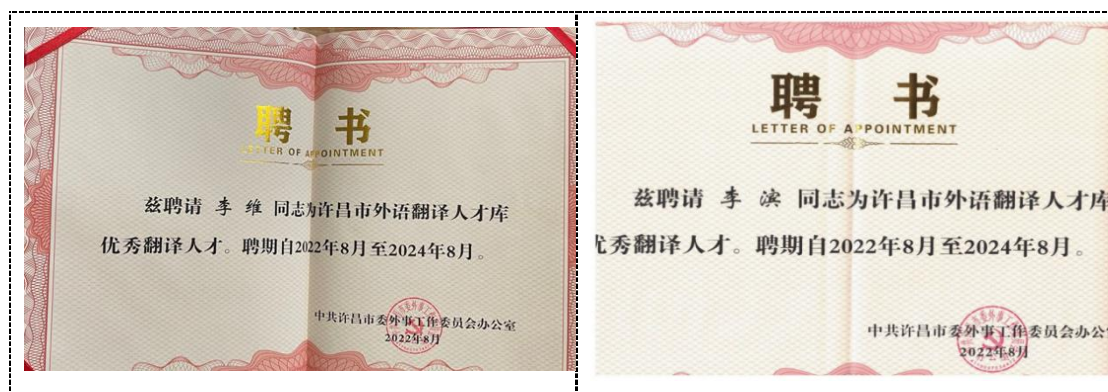 聘 书
LETTER OF APPOINTMENT
兹聘请 李 维 同志为许昌市外语翻译人才库
优秀翻译人才。聘期自2022年8月至2024年8月。
中共许昌市委外事工作委员会办公室
2022年8月
聘 书
LETTER OF APPOINTMENT
兹聘请 李 滨 同志为许昌市外语翻译人才库
优秀翻译人才。聘期自2022年8月至2024年8月。
中共许昌市委外事工作委员会办公
2022年8月